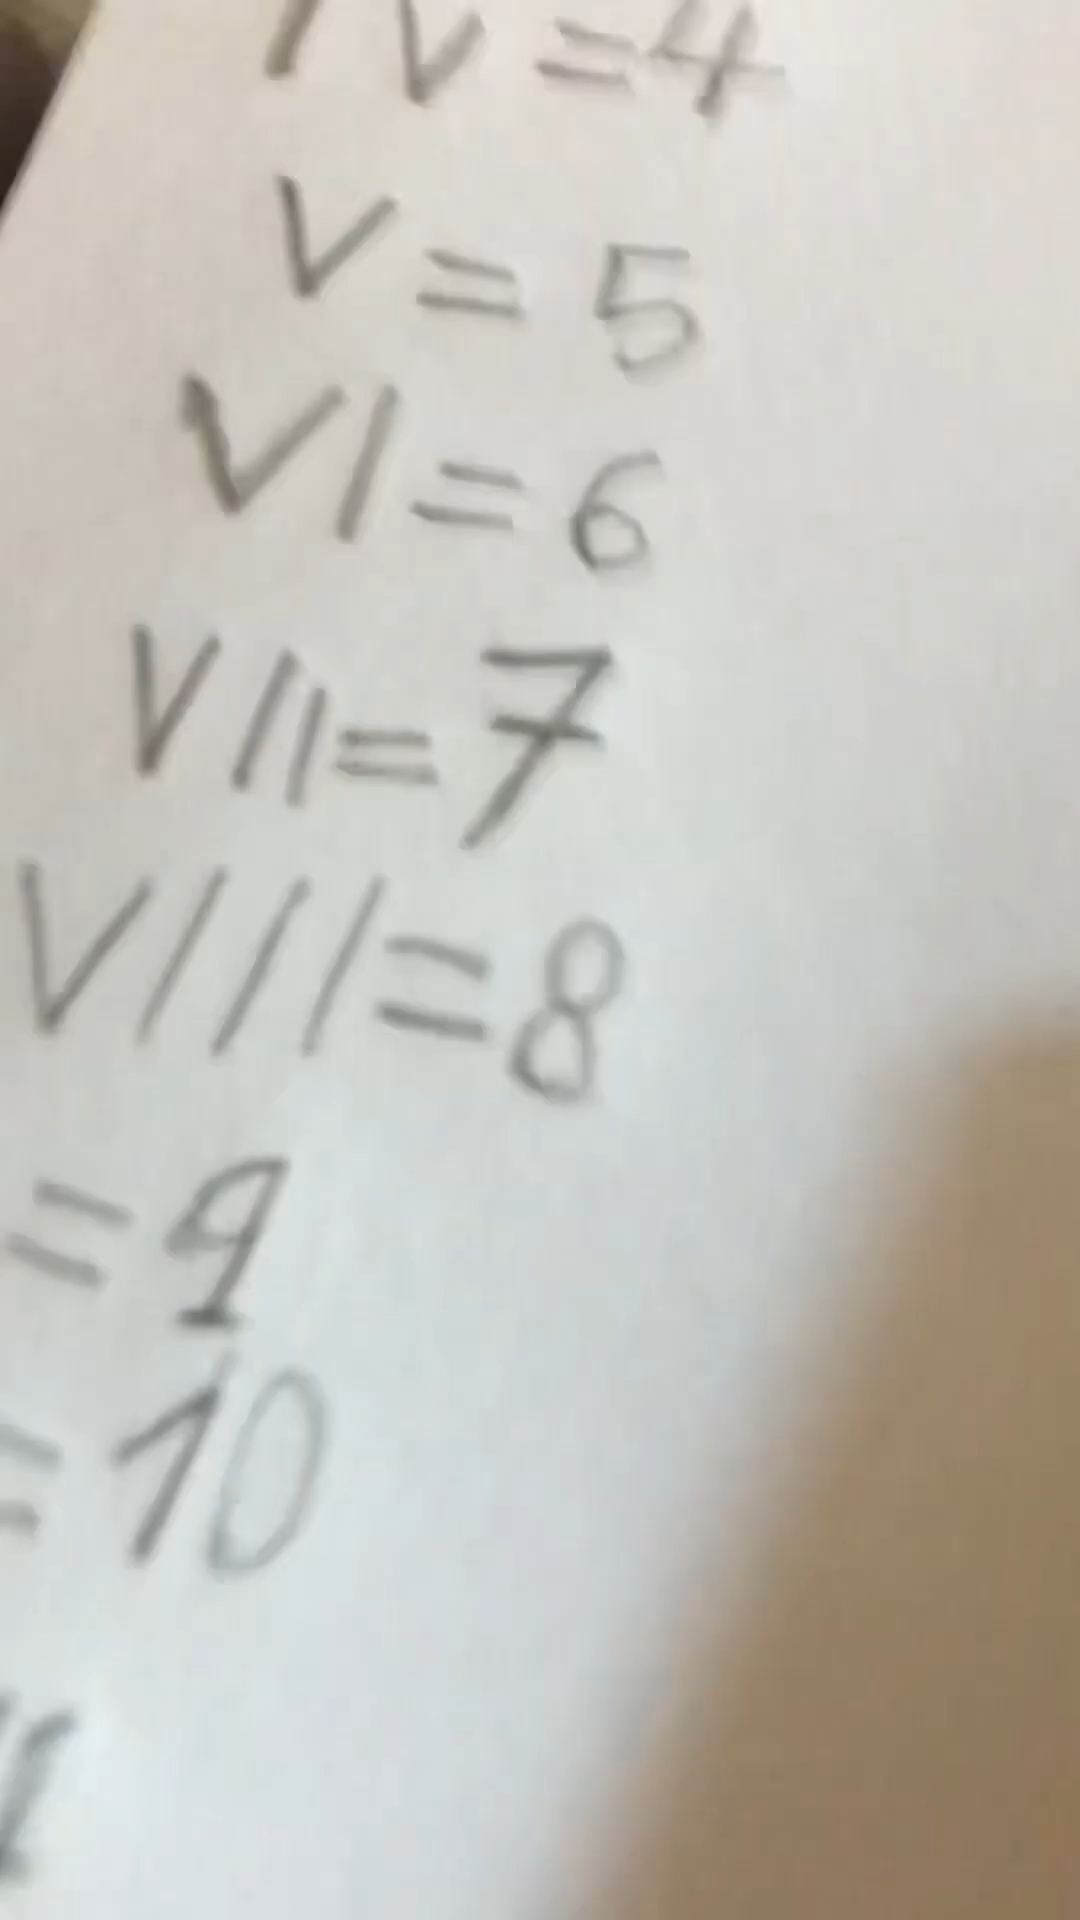 IV = 4
V = 5
VI = 6
VII = 7
VIII = 8
= 9
= 10